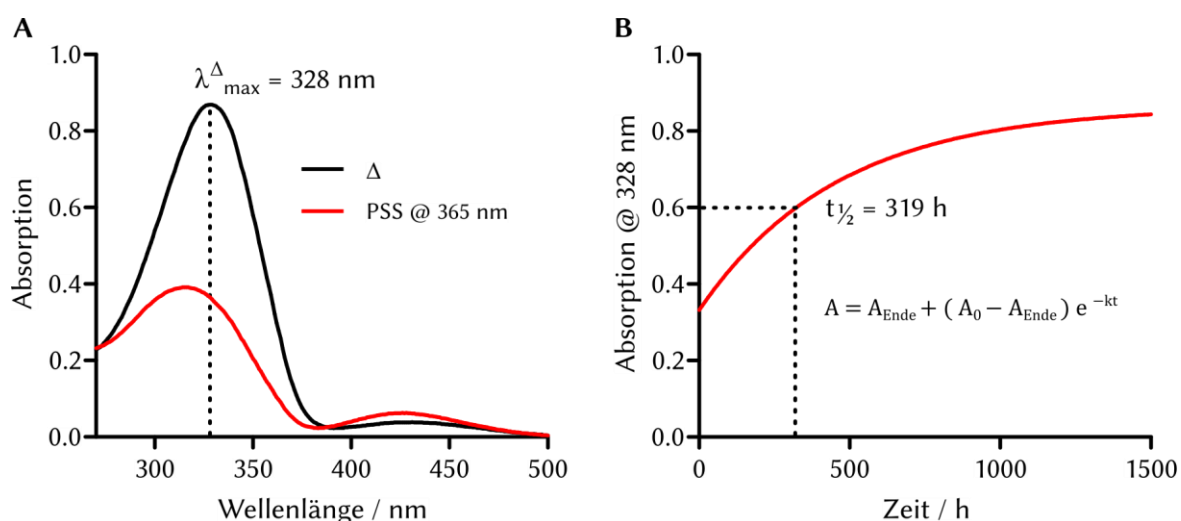 A
λΔmax = 328 nm
Δ
PSS @ 365 nm
Absorption
1.0
0.8
0.6
0.4
0.2
0.0
300
350
400
450
500
Wellenlänge / nm
B
t½ = 319 h
A = AEnde + ( A0 – AEnde ) e –kt
Absorption @ 328 nm
1.0
0.8
0.6
0.4
0.2
0.0
0
500
1000
1500
Zeit / h